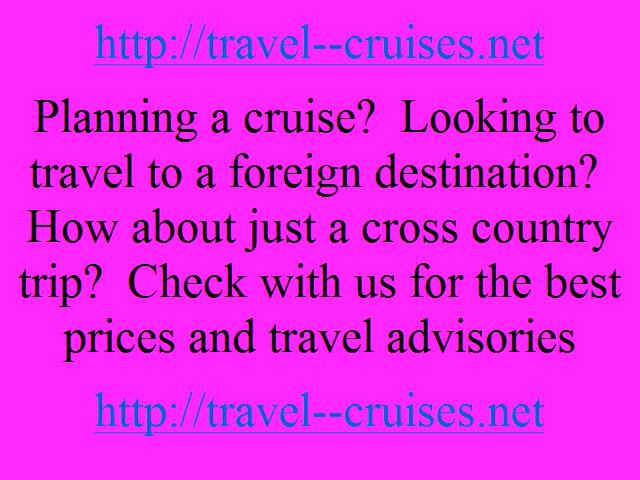 http://travel--cruises.net
Planning a cruise?  Looking to
travel to a foreign destination?
How about just a cross country
trip?  Check with us for the best
prices and travel advisories
http://travel--cruises.net